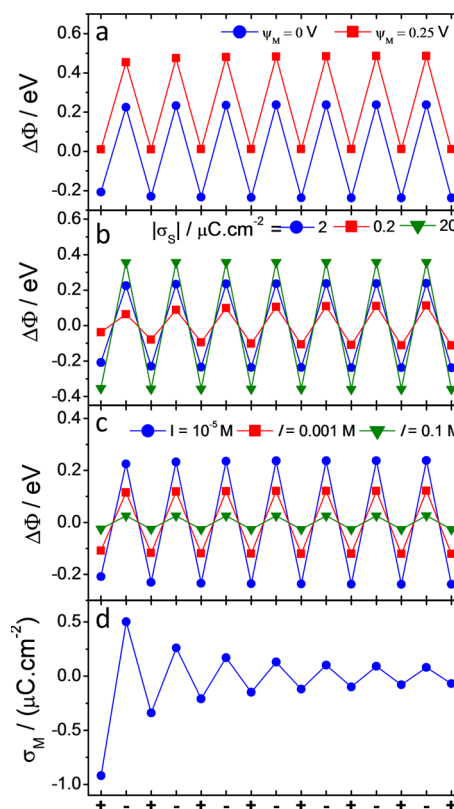 a
ψM = 0 V ψM = 0.25 V
0.6
0.4
0.2
0.0
-0.2
ΔΦ / eV
b
|σS| / μC.cm-2 = 2 0.2 20
0.6
0.4
0.2
0.0
-0.2
-0.4
ΔΦ / eV
c
I = 10-5 M I = 0.001 M I = 0.1 M
0.4
0.2
0.0
-0.2
ΔΦ / eV
d
0.5
0.0
-0.5
-1.0
σM / (μC.cm-2)
+ - + - + - + - + - + - + - +